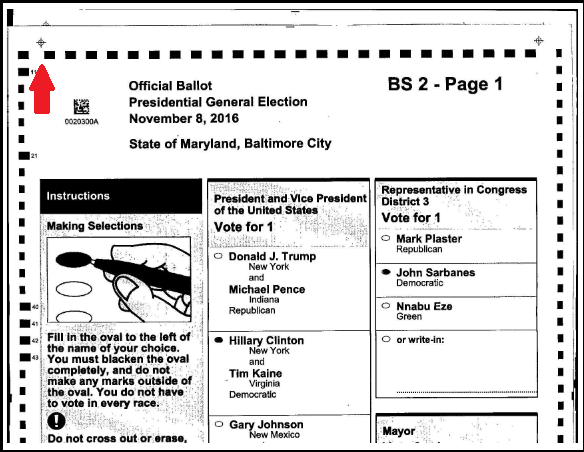 11
Official Ballot
Presidential General Election
November 8, 2016
State of Maryland, Baltimore City
BS 2 - Page 1
0020300A
21
40
41
42
43
Instructions
Making Selections
Fill in the oval to the left of
the name of your choice.
You must blacken the oval
completely, and do not
make any marks outside of
the oval. You do not have
to vote in every race.
Do not cross out or erase,
President and Vice President
of the United States
Vote for 1
Donald J. Trump
New York
and
Michael Pence
Indiana
Republican
Hillary Clinton
New York
and
Tim Kaine
Virginia
Democratic
Gary Johnson
New Mexico
Representative in Congress
District 3
Vote for 1
Mark Plaster
Republican
John Sarbanes
Democratic
Nnabu Eze
Green
or write-in:
Mayor